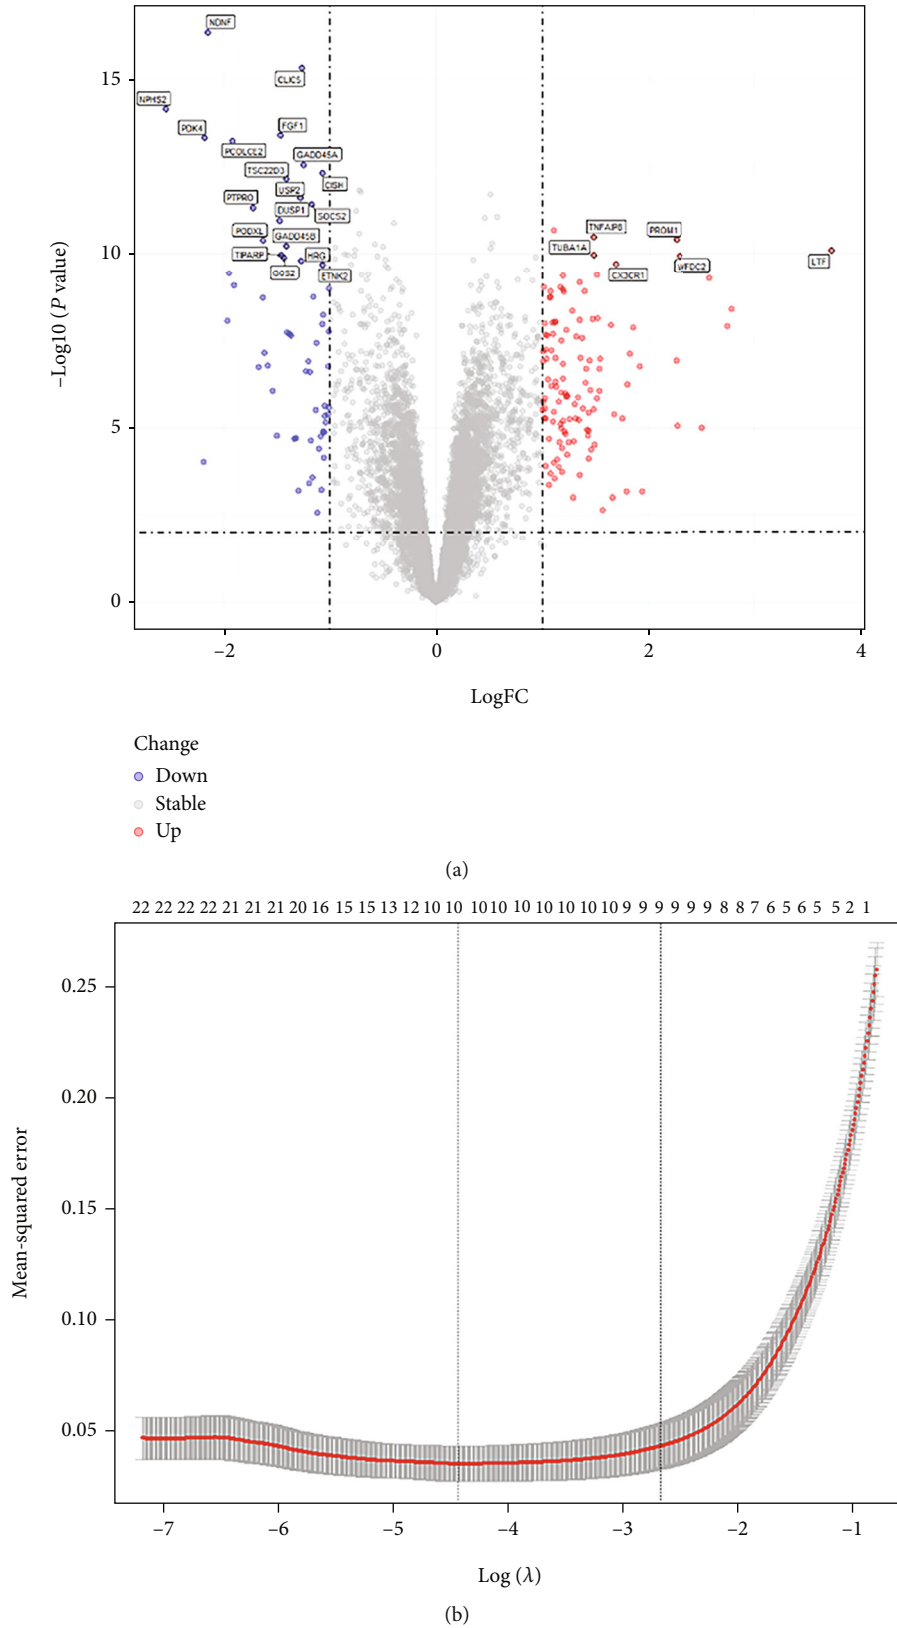 NDNF
15
CLIC5
NPHS2
PDK4
FGF1
PCOLCE2
GADD45A
TSC22D3
CISH
USP2
PTPRO
DUSP1
SOCS2
PODXL
GADD45B
TNFAIP8
PROM1
10
TIPARP
HRG
TUBA1A
LTF
G0S2
ETNK2
CX3CR1
WFDC2
–Log10 (P value)
5
0
–2 0 2 4
LogFC
Change
Down
Stable
Up
(a)
22 22 22 22 21 21 21 20 16 15 15 13 12 10 10 10 10 10 10 10 10 10 9 9 9 9 9 9 8 8 7 6 5 6 5 5 2 1
0.25
0.20
0.15
0.10
0.05
Mean-squared error
–7 –6 –5 –4 –3 –2 –1
Log (λ)
(b)